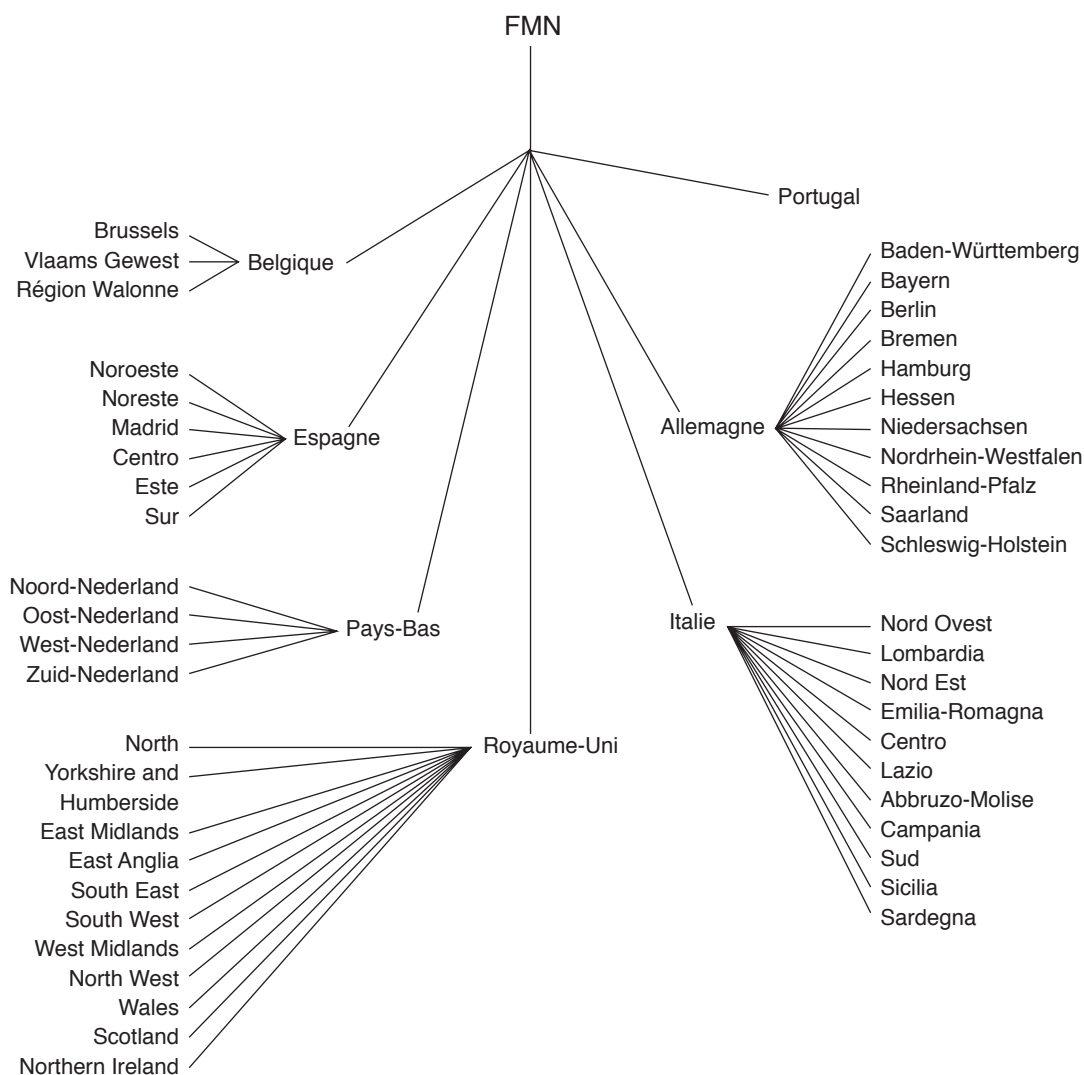 FMN
Portugal
Brussels
Vlaams Gewest
Région Walonne
Belgique
Noroeste
Noreste
Madrid
Centro
Este
Sur
Espagne
Noord-Nederland
Oost-Nederland
West-Nederland
Zuid-Nederland
Pays-Bas
North
Yorkshire and
Humberside
East Midlands
East Anglia
South East
South West
West Midlands
North West
Wales
Scotland
Northern Ireland
Royaume-Uni
Allemagne
Baden-Württemberg
Bayern
Berlin
Bremen
Hamburg
Hessen
Niedersachsen
Nordrhein-Westfalen
Rheinland-Pfalz
Saarland
Schleswig-Holstein
Italie
Nord Ovest
Lombardia
Nord Est
Emilia-Romagna
Centro
Lazio
Abbruzo-Molise
Campania
Sud
Sicilia
Sardegna